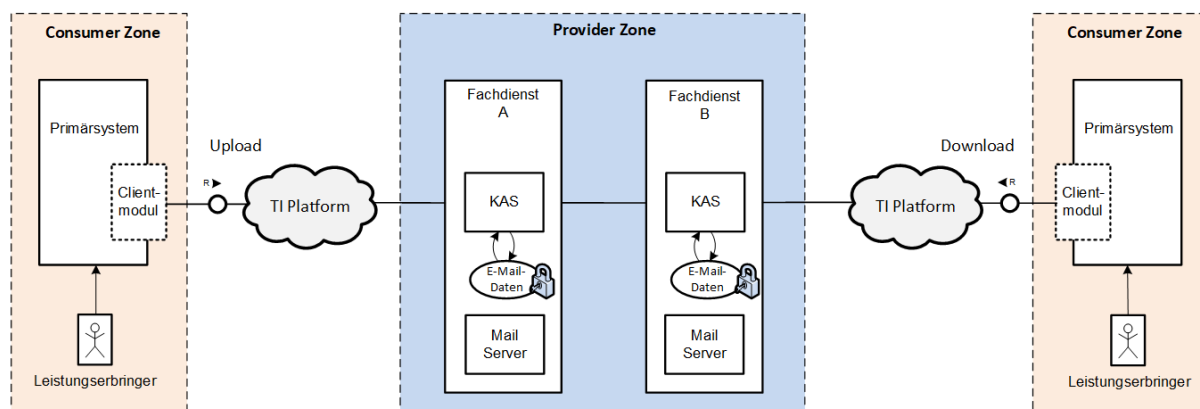 Consumer Zone
Primärsystem
Client-
modul
Leistungserbringer
Upload
R
TI Platform
Provider Zone
Fachdienst
A
KAS
E-Mail-
Daten
Mail
Server
Fachdienst
B
KAS
E-Mail-
Daten
Mail
Server
Download
R
TI Platform
Consumer Zone
Primärsystem
Client-
modul
Leistungserbringer